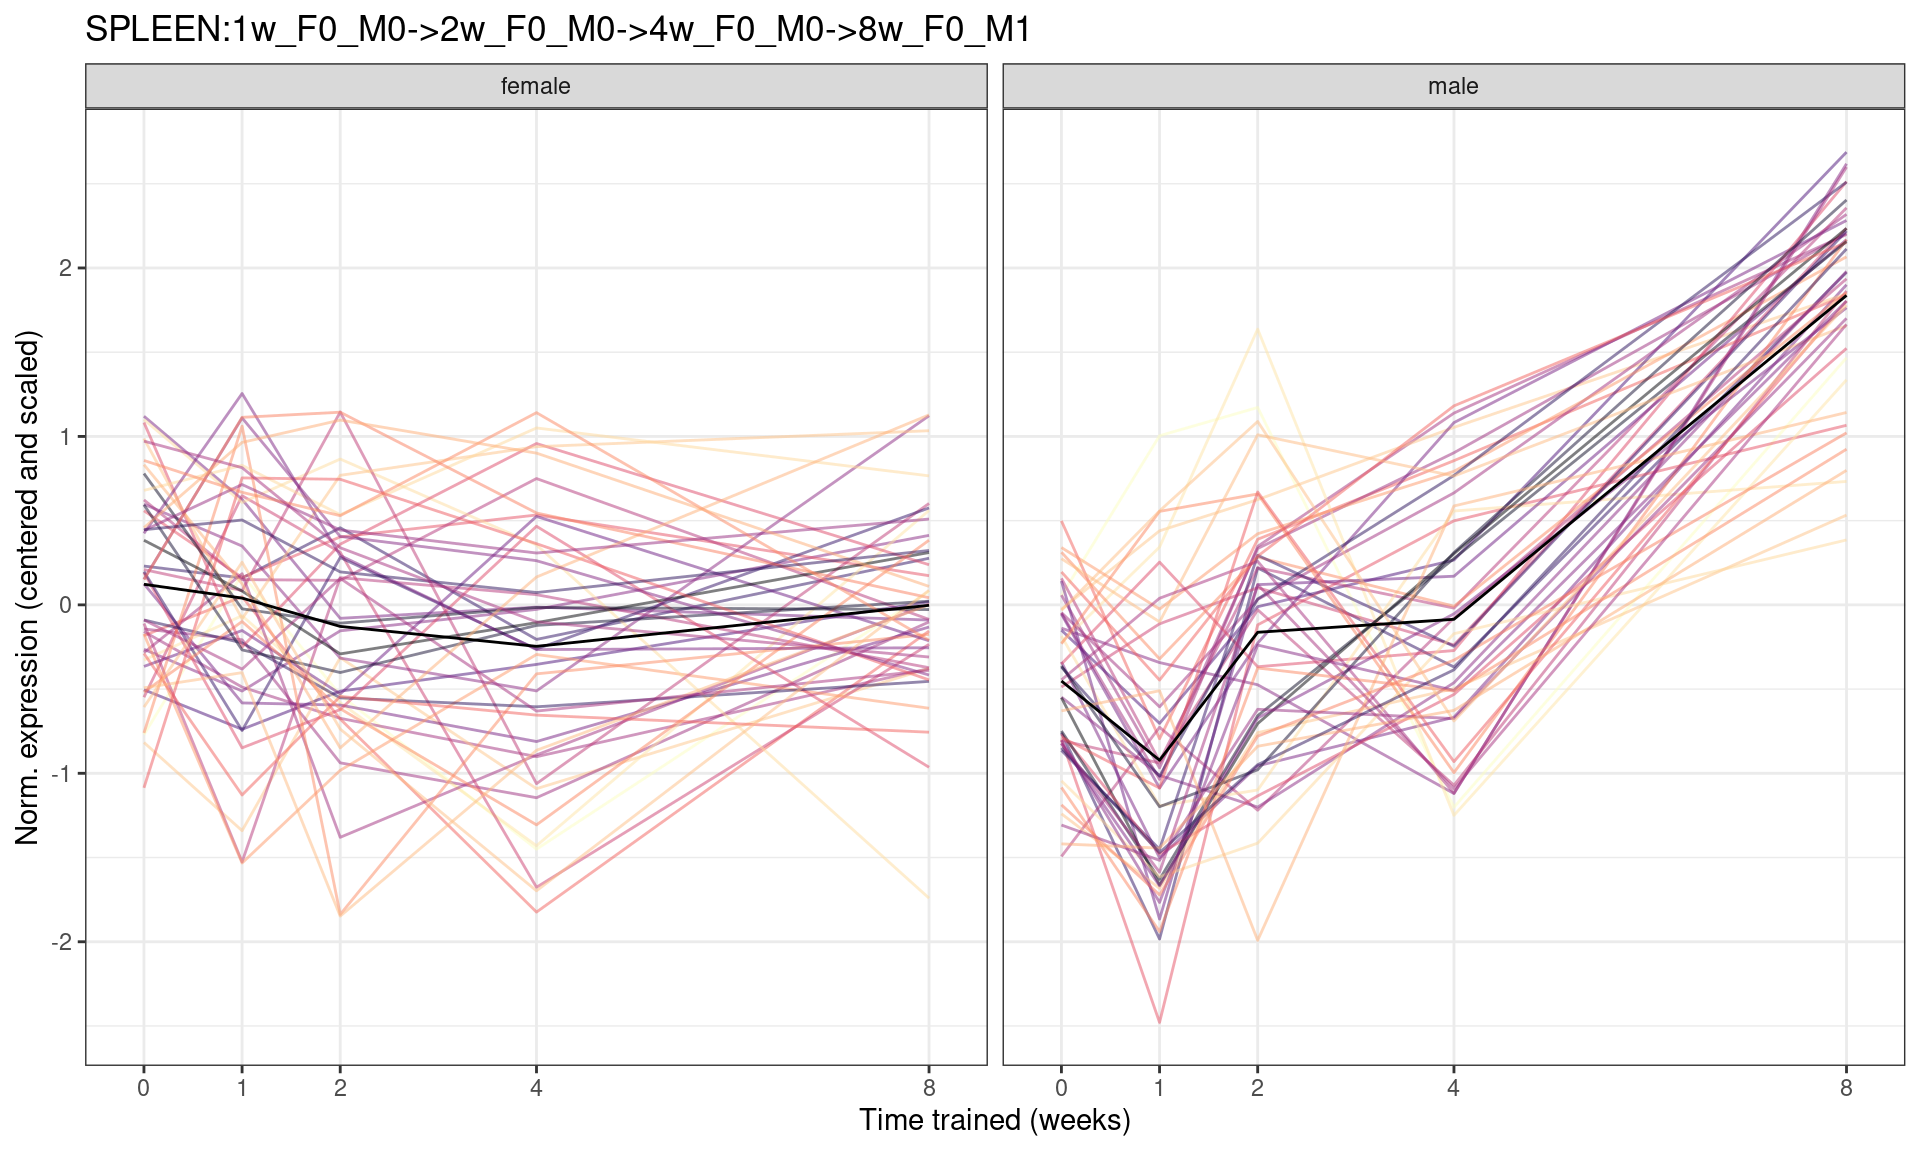 SPLEEN:1w_F0_M0->2w_F0_M0->4w_F0_M0->8w_F0_M1
female
male
Norm. expression (centered and scaled)
2
1
0
-1
-2
0 1 2 4 8
0 1 2 4 8
Time trained (weeks)